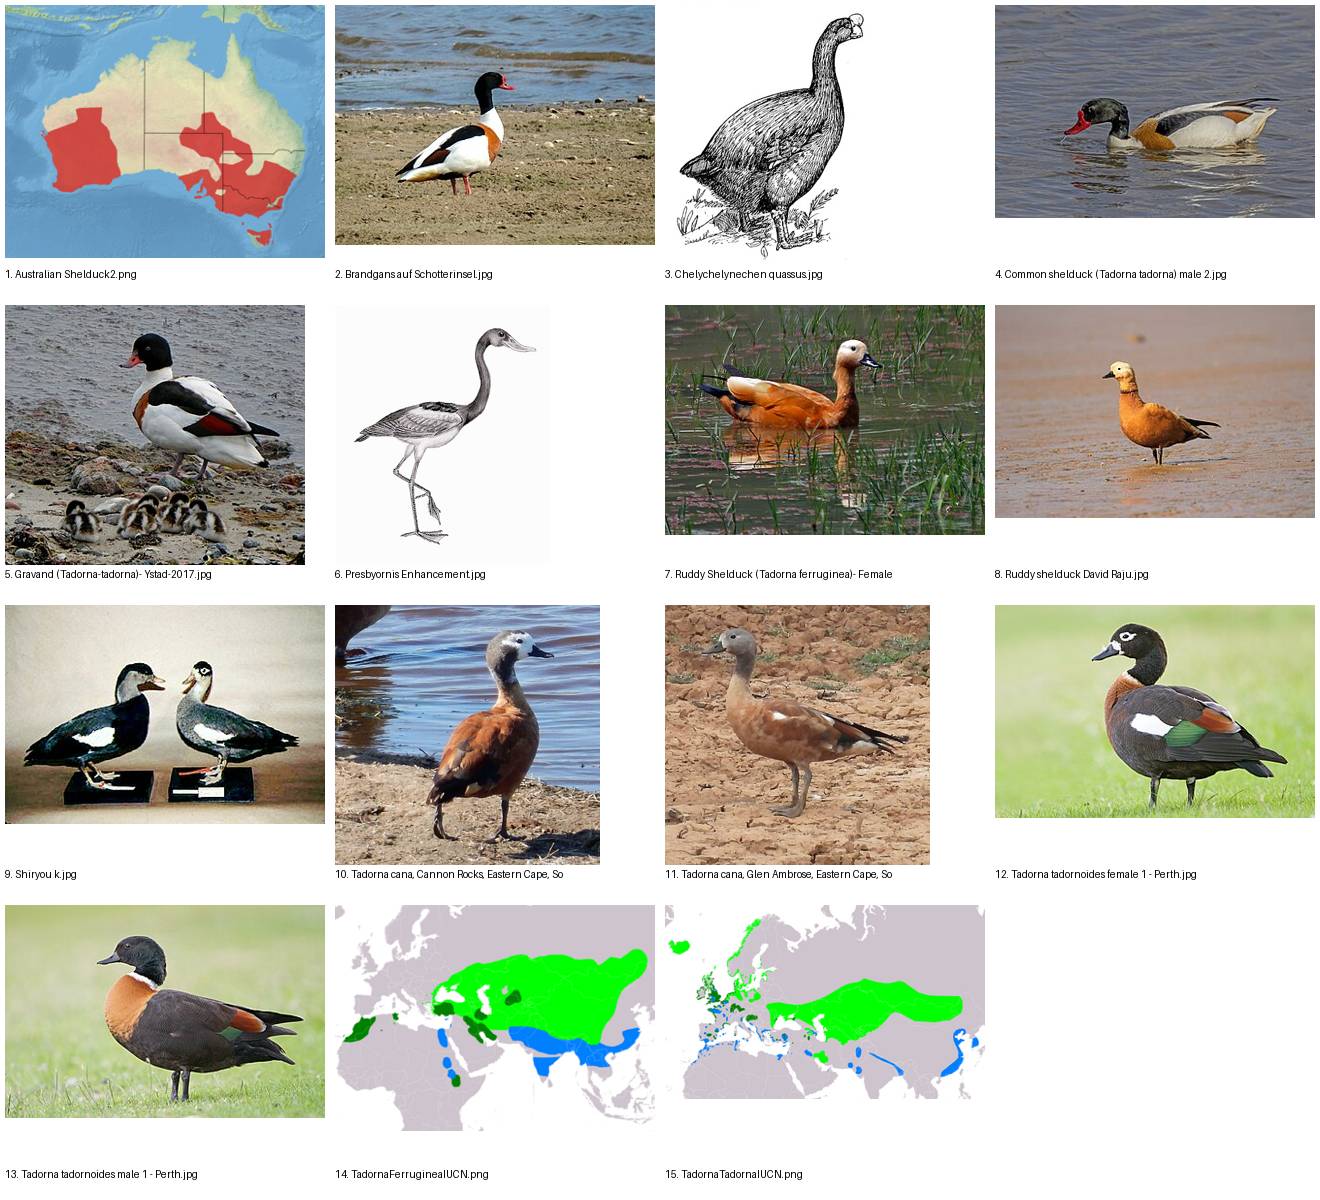 1. Australian Shelduck2.png
2. Brandgans auf Schotterinsel.jpg
3. Chelychelynechen quassus.jpg
4. Common shelduck (Tadorna tadorna) male 2.jpg
5. Gravand (Tadorna-tadorna)- Ystad-2017.jpg
6. Presbyornis Enhancement.jpg
7. Ruddy Shelduck (Tadorna ferruginea)- Female
8. Ruddy shelduck David Raju.jpg
9. Shiryou k.jpg
10. Tadorna cana, Cannon Rocks, Eastern Cape, So
11. Tadorna cana, Glen Ambrose, Eastern Cape, So
12. Tadorna tadornoides female 1 - Perth.jpg
13. Tadorna tadornoides male 1 - Perth.jpg
14. TadornaFerrugineaIUCN.png
15. TadornaTadornaIUCN.png